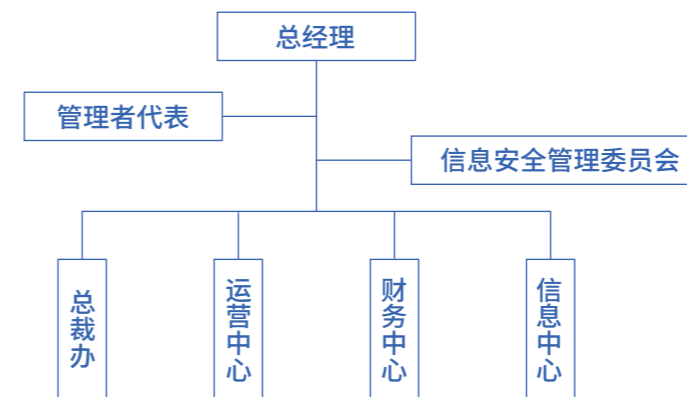 总经理
管理者代表
信息安全管理委员会
总裁办
运营中心
财务中心
信息中心